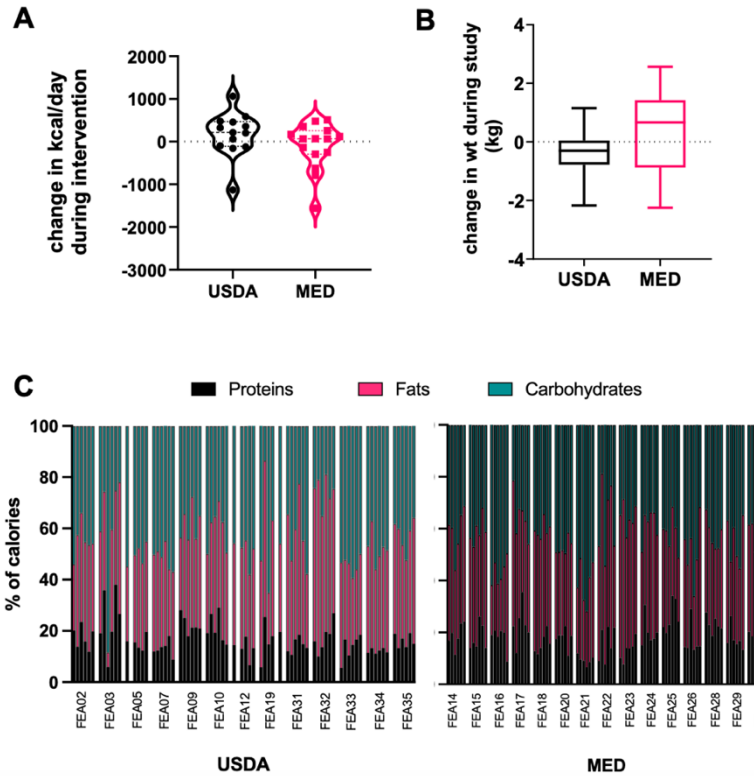 A
change in kcal/day
during intervention
2000
1000
0
-1000
-2000
-3000
USDA MED
B
change in wt during study
(kg)
4
2
0
-2
-4
USDA MED
C
Proteins Fats Carbohydrates
% of calories
100
80
60
40
20
0
FEA02 FEA03 FEA05 FEA07 FEA09 FEA10 FEA12 FEA19 FEA31 FEA32 FEA33 FEA34 FEA35
USDA
FEA14 FEA15 FEA16 FEA17 FEA18 FEA20 FEA21 FEA22 FEA23 FEA24 FEA25 FEA26 FEA28 FEA29
MED